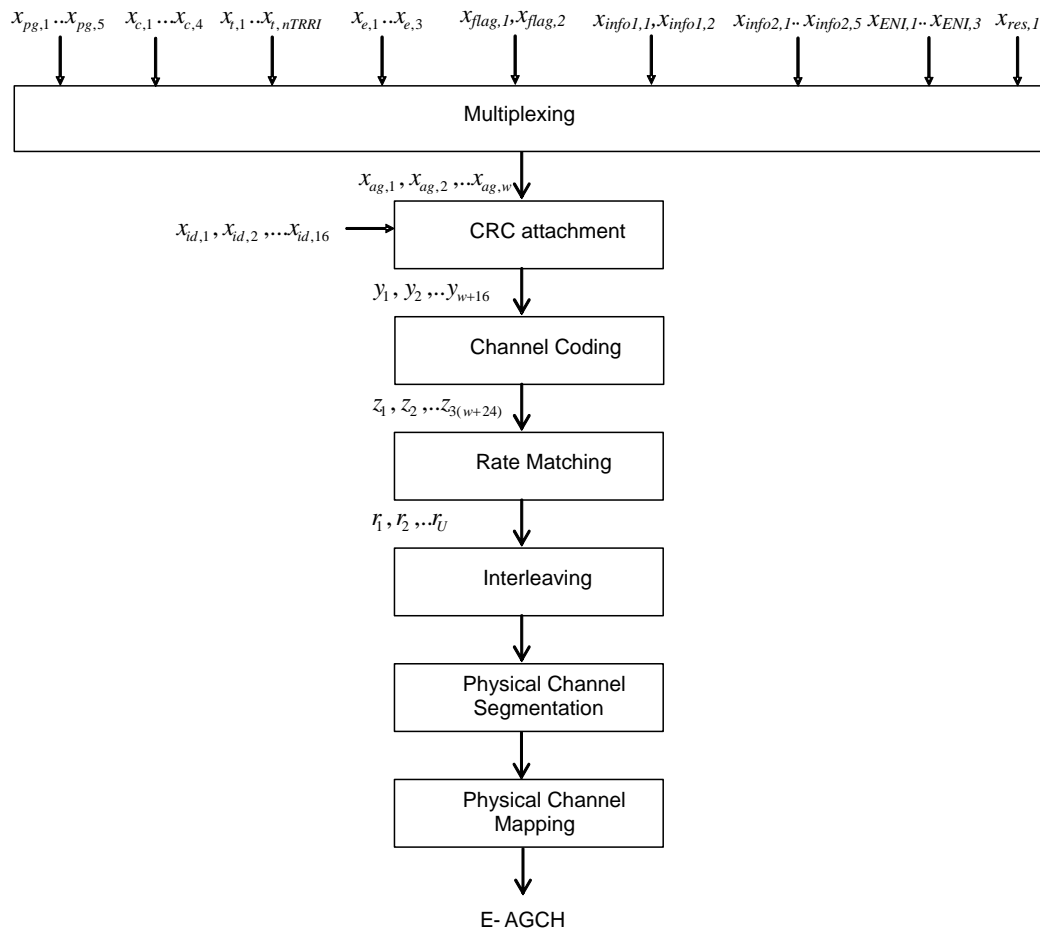 x_{pg,1}..x_{pg,5} x_{c,1}...x_{c,4} x_{t,1}..x_{t,nTRRI} x_{e,1}..x_{e,3} x_{flag,1},x_{flag,2} x_{info1,1},x_{info1,2} x_{info2,1}..x_{info2,5} x_{ENI,1}..x_{ENI,3} x_{res,1}
Multiplexing
x_{ag,1}, x_{ag,2},..x_{ag,w}
x_{id,1}, x_{id,2},...x_{id,16}
CRC attachment
y_1, y_2,..y_{w+16}
Channel Coding
z_1, z_2,..z_{3(w+24)}
Rate Matching
r_1, r_2,..r_U
Interleaving
Physical Channel
Segmentation
Physical Channel
Mapping
E- AGCH